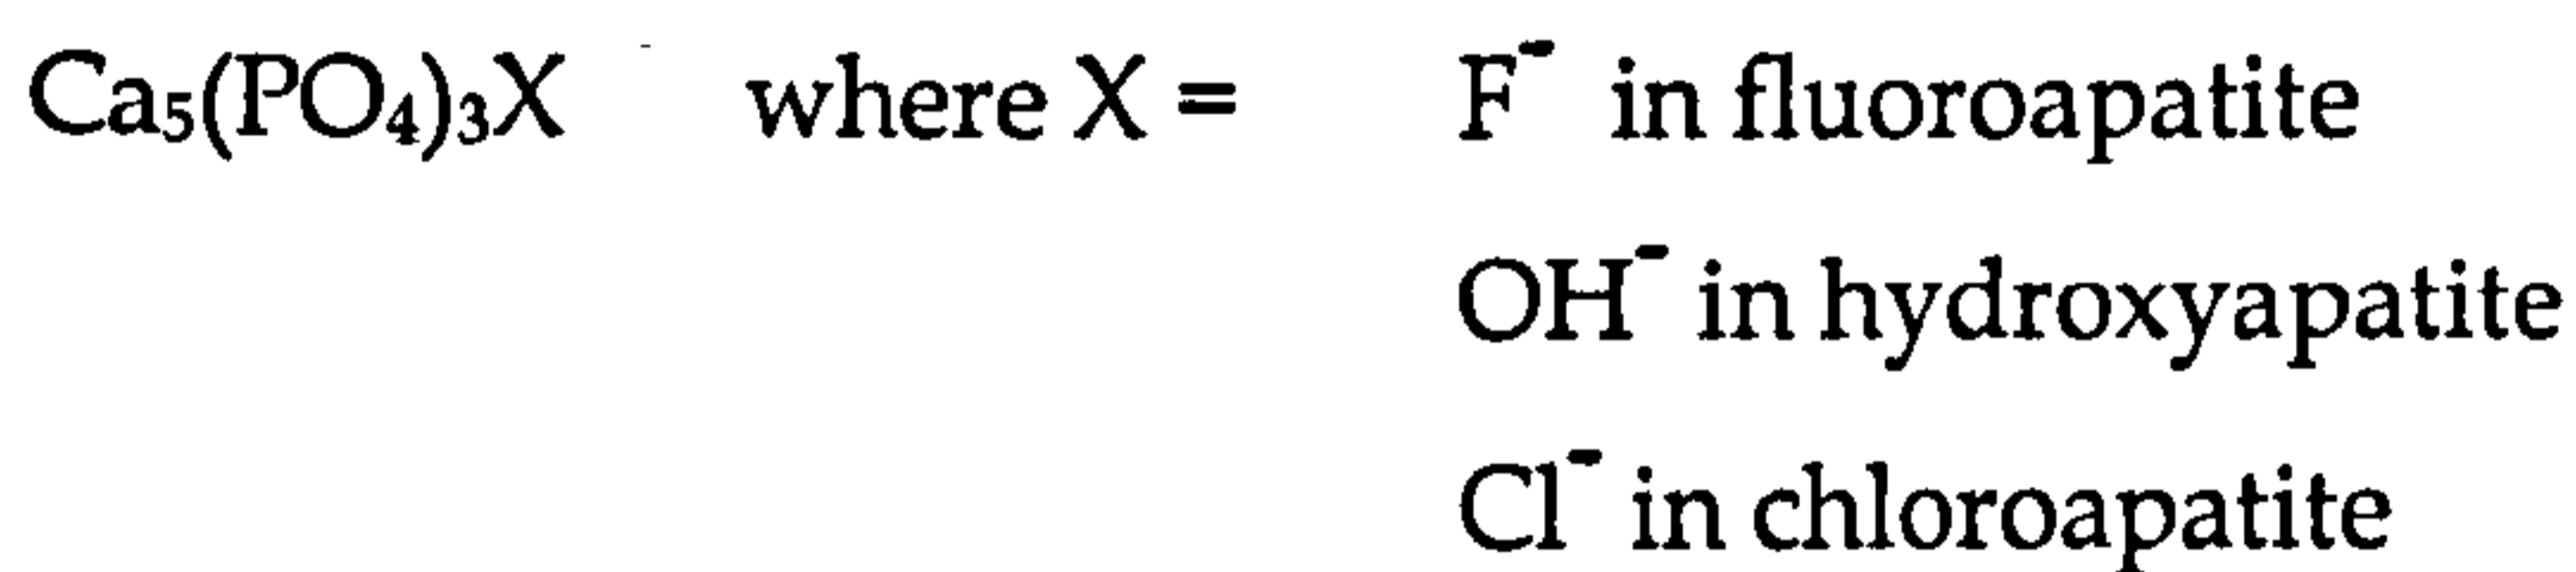 Ca₅(PO₄)₃X where X = F⁻ in fluoroapatite
OH⁻ in hydroxyapatite
Cl⁻ in chloroapatite